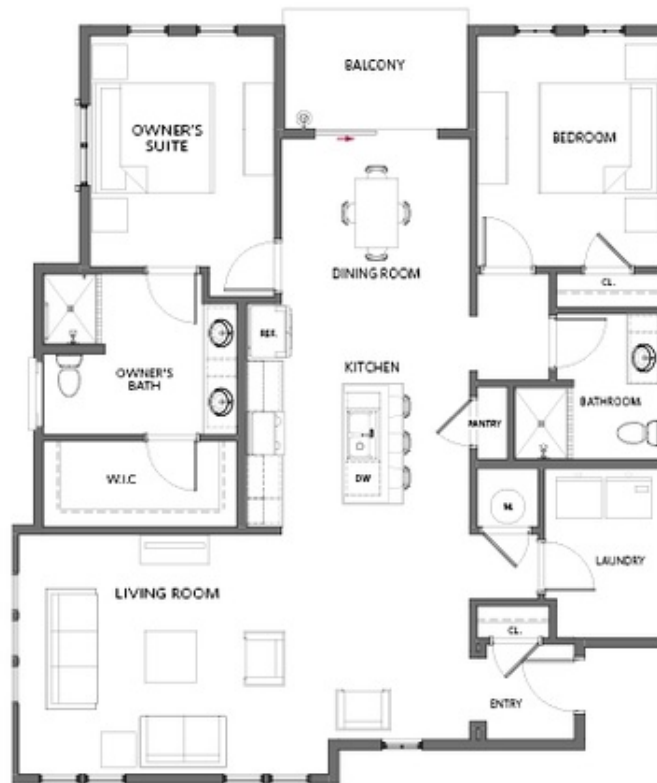 BALCONY
OWNER'S
SUITE
BEDROOM
DINING ROOM
CL.
REF.
KITCHEN
OWNER'S
BATH
BATHROOM
PANTRY
W.I.C
DW
M.
LAUNDRY
LIVING ROOM
CL.
ENTRY